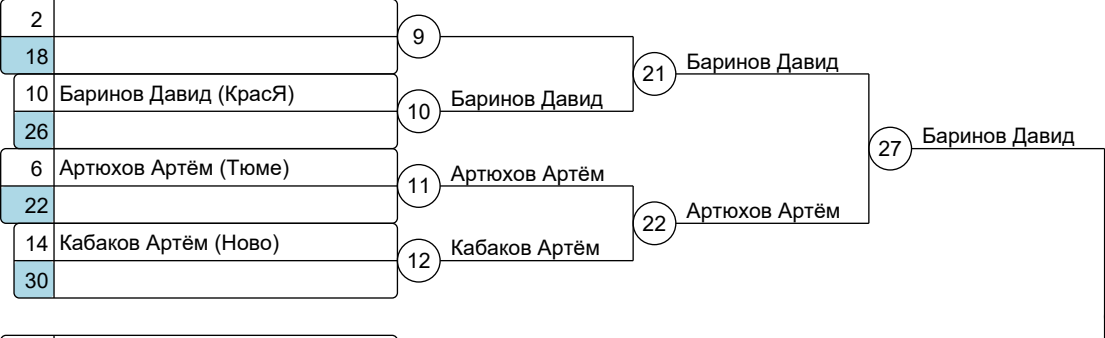 2
18
9
10 Баринов Давид (КрасЯ)
26
10
Баринов Давид
21
Баринов Давид
6 Артюхов Артём (Тюме)
22
11
Артюхов Артём
14 Кабаков Артём (Ново)
30
12
Кабаков Артём
22
Артюхов Артём
27
Баринов Давид